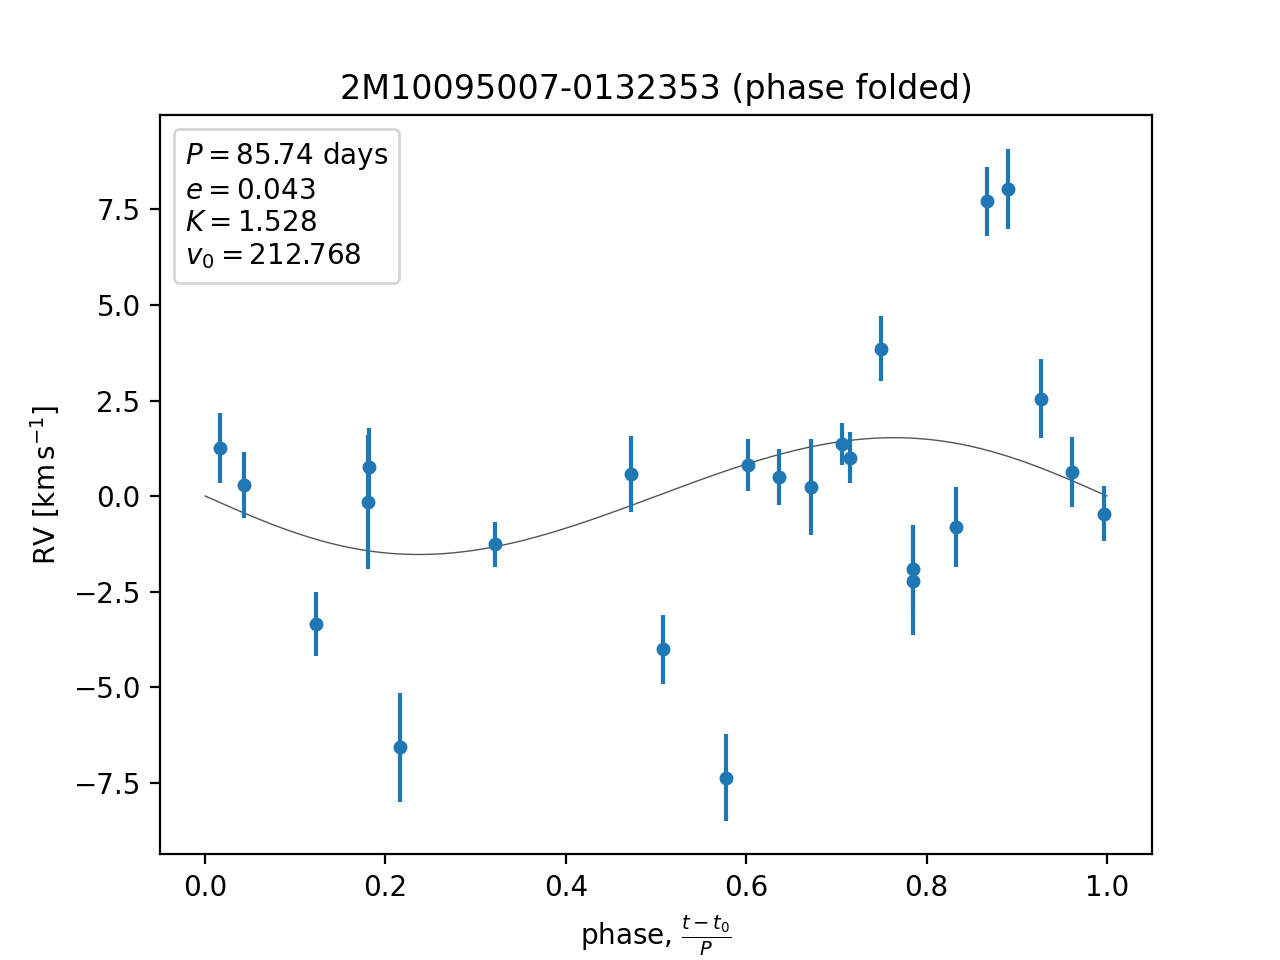 2M10095007-0132353 (phase folded)
P = 85.74 days
e = 0.043
K = 1.528
v₀ = 212.768
7.5
5.0
2.5
0.0
−2.5
−5.0
−7.5
RV [km s⁻¹]
0.0 0.2 0.4 0.6 0.8 1.0
phase, (t − t₀)/P